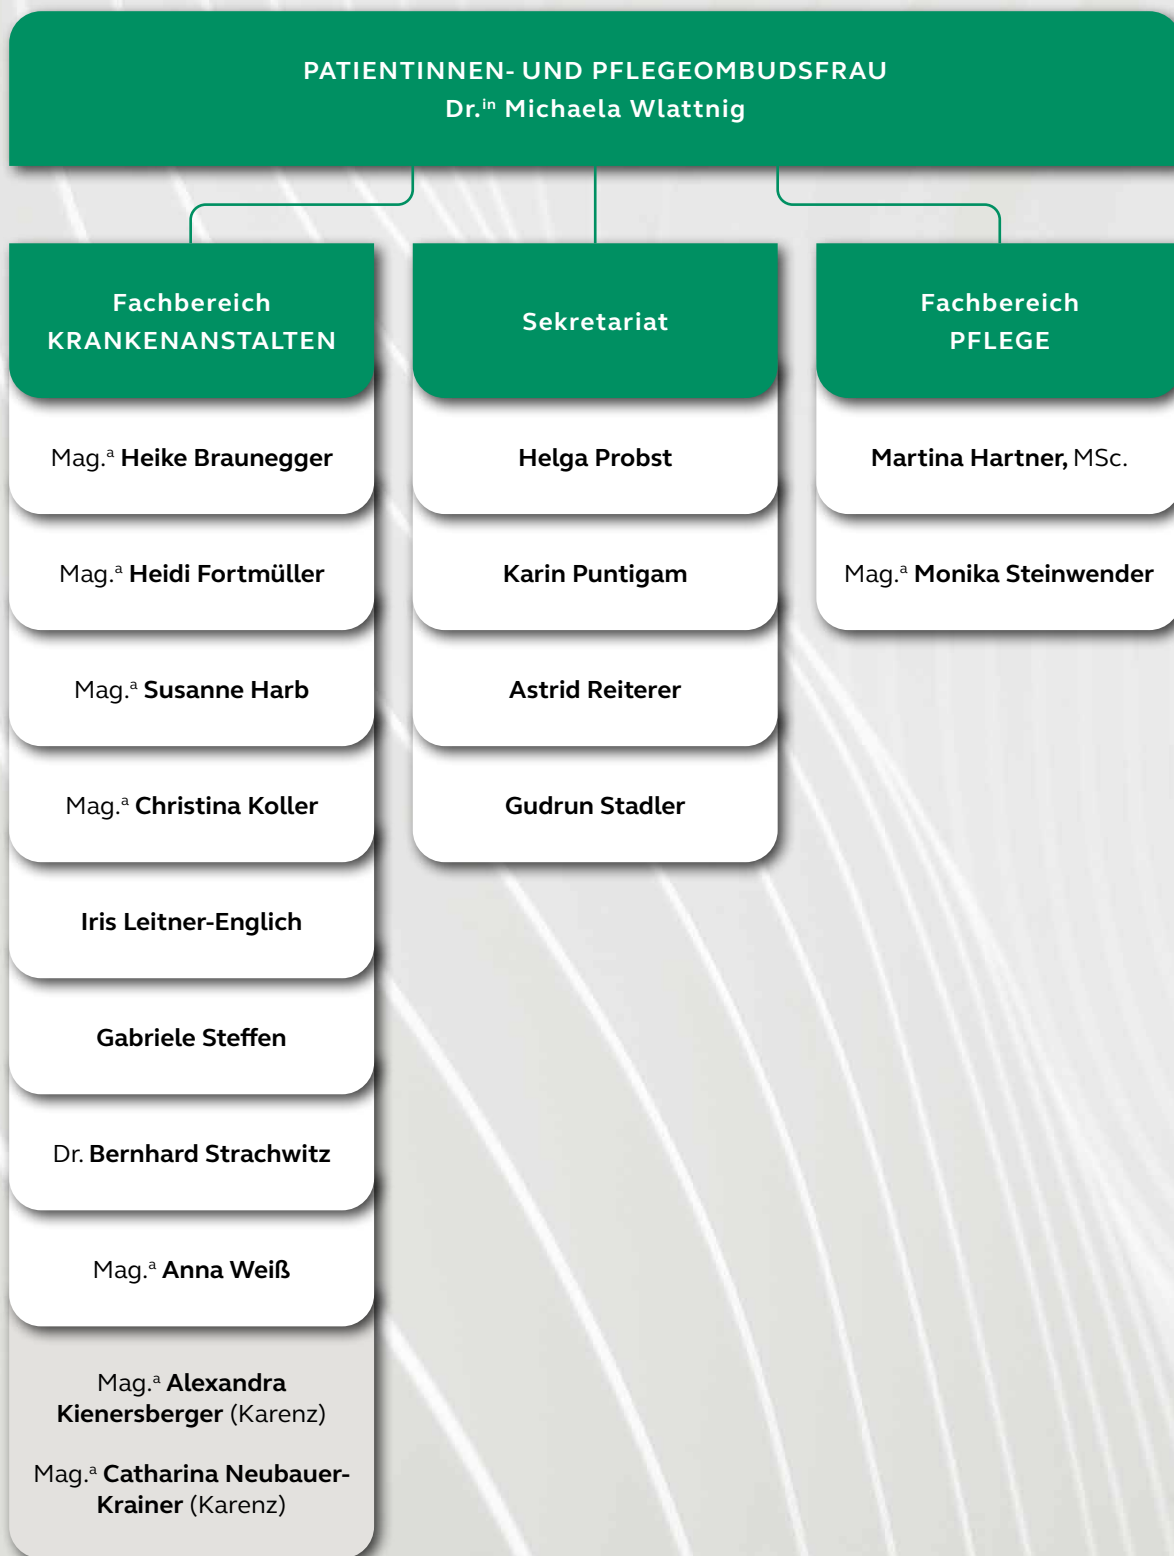 PATIENTINNEN- UND PFLEGEOMBUDSFRAU
Dr.ⁱⁿ Michaela Wlattnig
Fachbereich
KRANKENANSTALTEN
Mag.ᵃ Heike Braunegger
Mag.ᵃ Heidi Fortmüller
Mag.ᵃ Susanne Harb
Mag.ᵃ Christina Koller
Iris Leitner-Englich
Gabriele Steffen
Dr. Bernhard Strachwitz
Mag.ᵃ Anna Weiß
Mag.ᵃ Alexandra
Kienersberger (Karenz)
Mag.ᵃ Catharina Neubauer-
Krainer (Karenz)
Sekretariat
Helga Probst
Karin Puntigam
Astrid Reiterer
Gudrun Stadler
Fachbereich
PFLEGE
Martina Hartner, MSc.
Mag.ᵃ Monika Steinwender